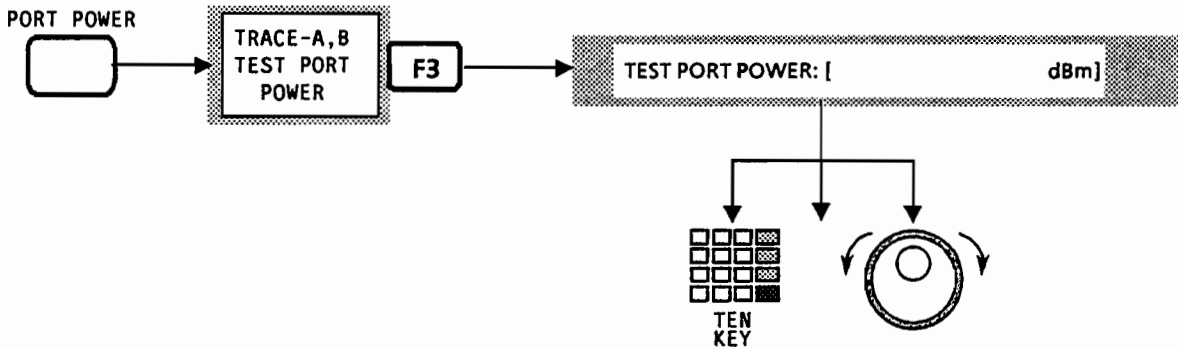 PORT POWER
TRACE-A,B
TEST PORT
POWER
F3
TEST PORT POWER: [ dBm]
TEN
KEY